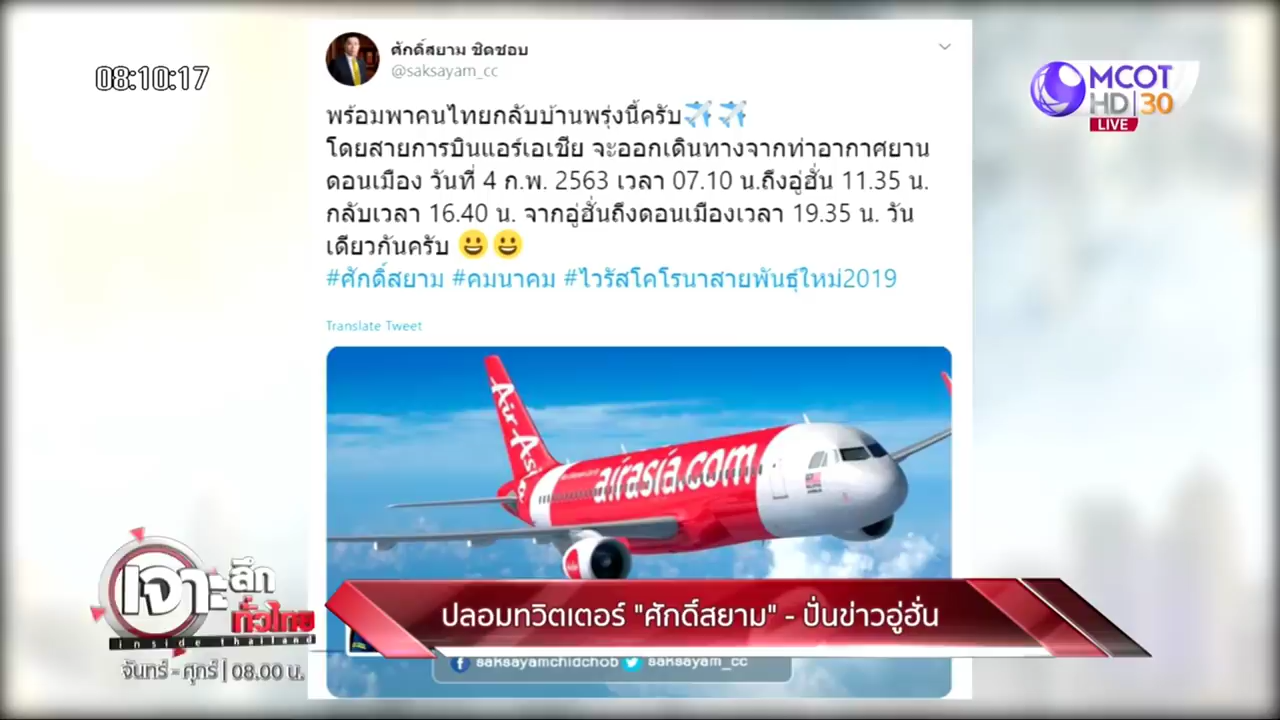 08:10:17
MCOT
HD 30
LIVE
ศักดิ์สยาม ชิดชอบ
@saksayam_cc
พร้อมพาคนไทยกลับบ้านพรุ่งนี้ครับ✈️✈️
โดยสายการบินแอร์เอเชีย จะออกเดินทางจากท่าอากาศยาน
ดอนเมือง วันที่ 4 ก.พ. 2563 เวลา 07.10 น.ถึงอู่ฮั่น 11.35 น.
กลับเวลา 16.40 น. จากอู่ฮั่นถึงดอนเมืองเวลา 19.35 น. วัน
เดียวกันครับ 😀😀
#ศักดิ์สยาม #คมนาคม #ไวรัสโคโรนาสายพันธุ์ใหม่2019
Translate Tweet
Air Asia
airasia.com
เจาะลึก
ทั่วไทย
inside thailand
จันทร์ - ศุกร์ | 08.00 น.
ปลอมทวิตเตอร์ "ศักดิ์สยาม" - ปั่นข่าวอู่ฮั่น
saksayamchidchob saksayam_cc